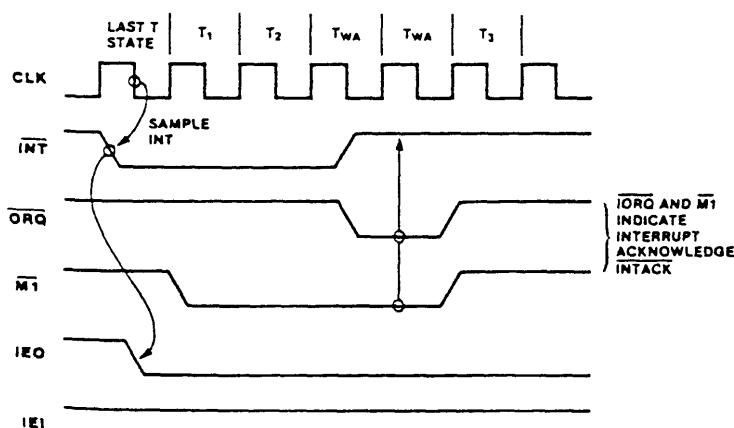 LAST T
STATE
T1
T2
TWA
TWA
T3
CLK
SAMPLE
INT
INT
ORQ
IORQ AND M1
INDICATE
INTERRUPT
ACKNOWLEDGE
INTACK
M1
IEO
IEI